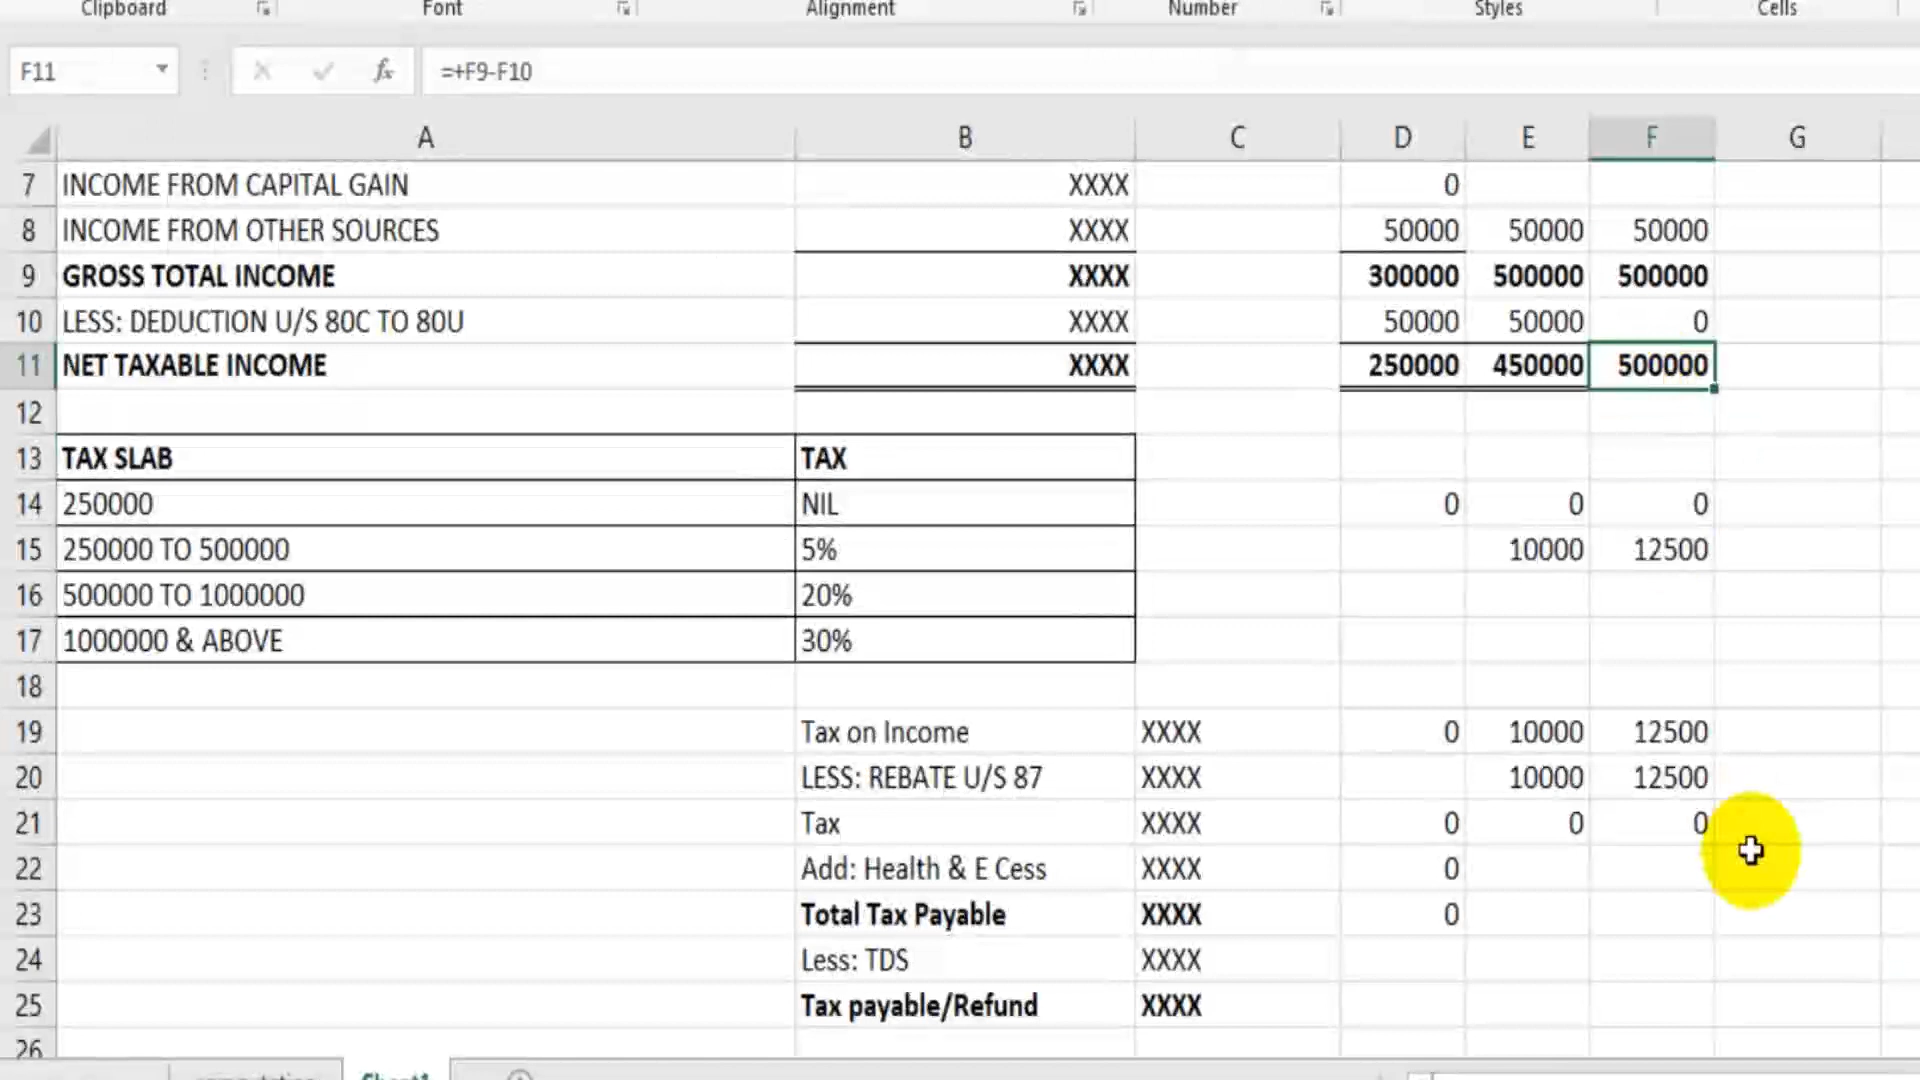 Clipboard Font Alignment Number Styles Cells
F11 fx =+F9-F10
A B C D E F G
7 INCOME FROM CAPITAL GAIN XXXX 0
8 INCOME FROM OTHER SOURCES XXXX 50000 50000 50000
9 GROSS TOTAL INCOME XXXX 300000 500000 500000
10 LESS: DEDUCTION U/S 80C TO 80U XXXX 50000 50000 0
11 NET TAXABLE INCOME XXXX 250000 450000 500000
12
13 TAX SLAB TAX
14 250000 NIL 0 0 0
15 250000 TO 500000 5% 10000 12500
16 500000 TO 1000000 20%
17 1000000 & ABOVE 30%
18
19 Tax on Income XXXX 0 10000 12500
20 LESS: REBATE U/S 87 XXXX 10000 12500
21 Tax XXXX 0 0 0
22 Add: Health & E Cess XXXX 0
23 Total Tax Payable XXXX 0
24 Less: TDS XXXX
25 Tax payable/Refund XXXX
26
Sheet1